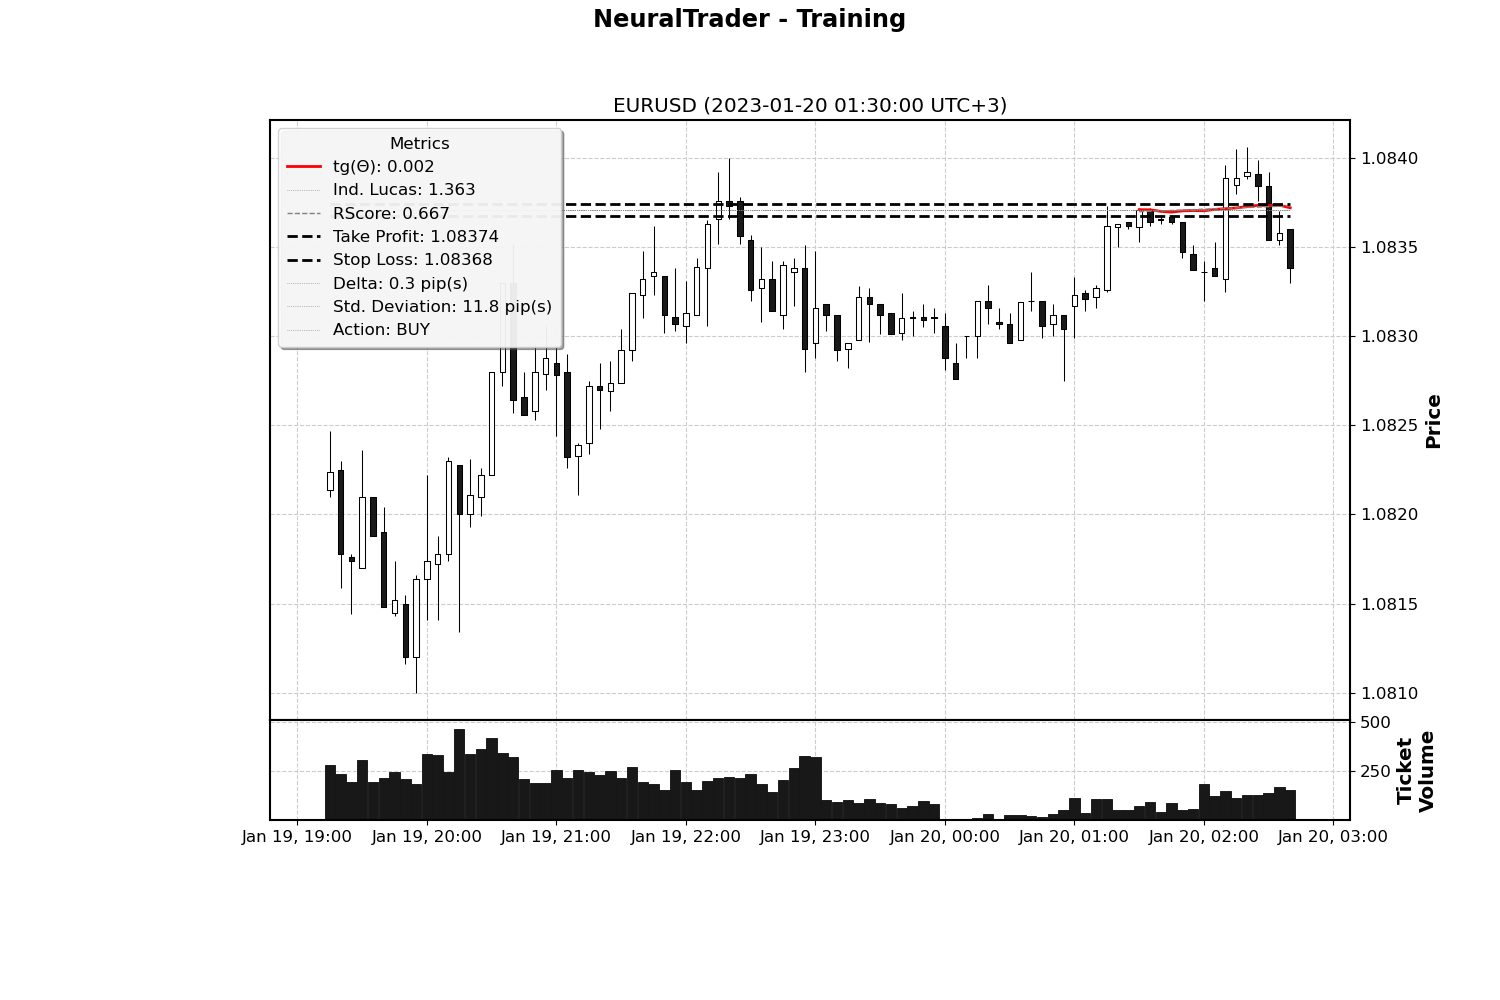 NeuralTrader - Training
EURUSD (2023-01-20 01:30:00 UTC+3)
Metrics
tg(Θ): 0.002
Ind. Lucas: 1.363
RScore: 0.667
Take Profit: 1.08374
Stop Loss: 1.08368
Delta: 0.3 pip(s)
Std. Deviation: 11.8 pip(s)
Action: BUY
1.0840
1.0835
1.0830
1.0825
1.0820
1.0815
1.0810
Price
500
250
Ticket
Volume
Jan 19, 19:00 Jan 19, 20:00 Jan 19, 21:00 Jan 19, 22:00 Jan 19, 23:00 Jan 20, 00:00 Jan 20, 01:00 Jan 20, 02:00 Jan 20, 03:00